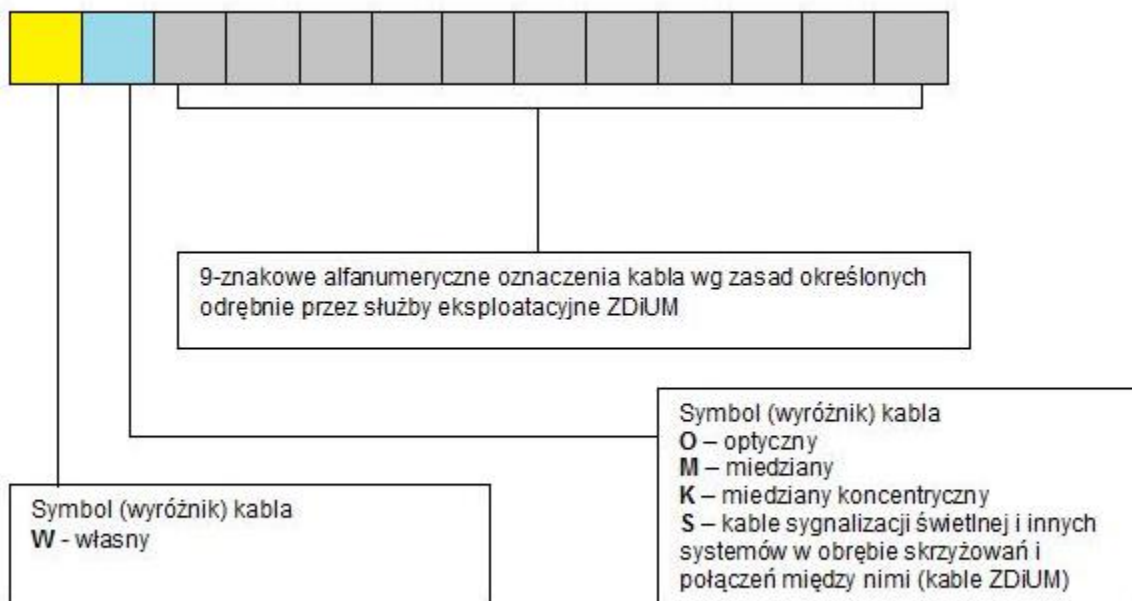 9-znakowe alfanumeryczne oznaczenia kabla wg zasad określonych
odrębnie przez służby eksploatacyjne ZDiUM
Symbol (wyróżnik) kabla
O – optyczny
M – miedziany
K – miedziany koncentryczny
S – kable sygnalizacji świetlnej i innych
systemów w obrębie skrzyżowań i
połączeń między nimi (kable ZDiUM)
Symbol (wyróżnik) kabla
W - własny